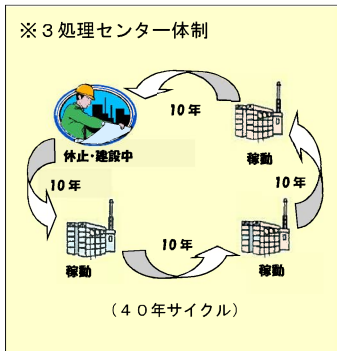 ※３処理センター体制
10年
休止・建設中
稼動
10年
10年
10年
稼動
稼動
（４０年サイクル）